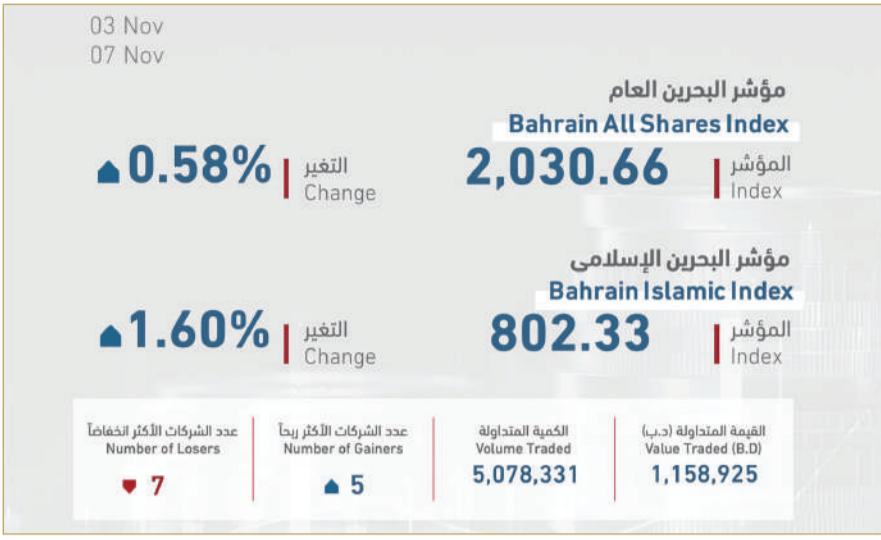 03 Nov
07 Nov
مؤشر البحرين العام
Bahrain All Shares Index
المؤشر
Index
2,030.66
التغير
Change
0.58%
مؤشر البحرين الإسلامي
Bahrain Islamic Index
المؤشر
Index
802.33
التغير
Change
1.60%
القيمة المتداولة (د.ب)
Value Traded (B.D)
1,158,925
الكمية المتداولة
Volume Traded
5,078,331
عدد الشركات الأكثر ربحاً
Number of Gainers
5
عدد الشركات الأكثر انخفاضاً
Number of Losers
7